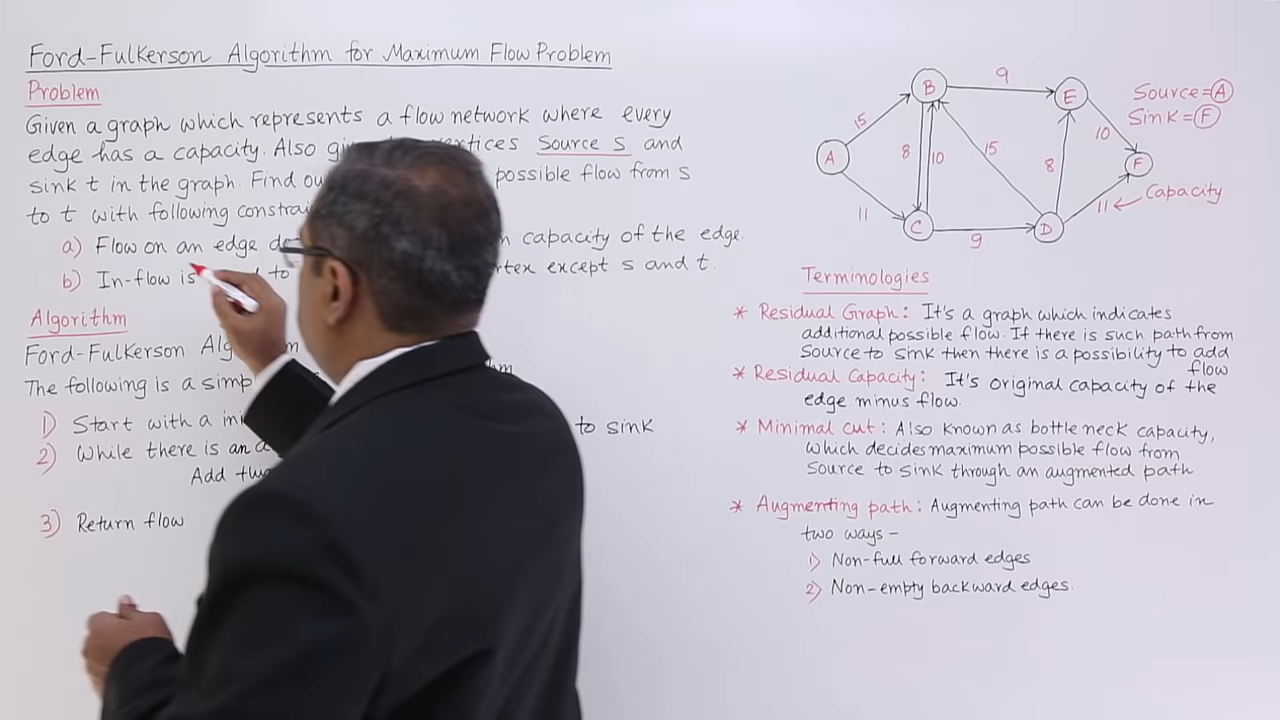 Ford-Fulkerson Algorithm for Maximum Flow Problem
Problem
Given a graph which represents a flow network where every
edge has a capacity. Also vertices Source S and
sink t in the graph. Find possible flow from s
to t with following
a) Flow on an edge capacity of the edge.
b) In-flow is to except s and t.
Algorithm
Ford-Fulkerson
The following is a
1) Start with a to sink
2) While there is an
Add
3) Return flow
A
B
C
D
E
F
15
11
8
10
9
15
9
8
10
11
Source = A
Sink = F
Capacity
Terminologies
* Residual Graph: It's a graph which indicates
additional possible flow. If there is such path from
source to sink then there is a possibility to add
flow
* Residual Capacity: It's original capacity of the
edge minus flow.
* Minimal cut: Also known as bottle neck capacity,
which decides maximum possible flow from
source to sink through an augmented path
* Augmenting path: Augmenting path can be done in
two ways –
1) Non-full forward edges
2) Non-empty backward edges.